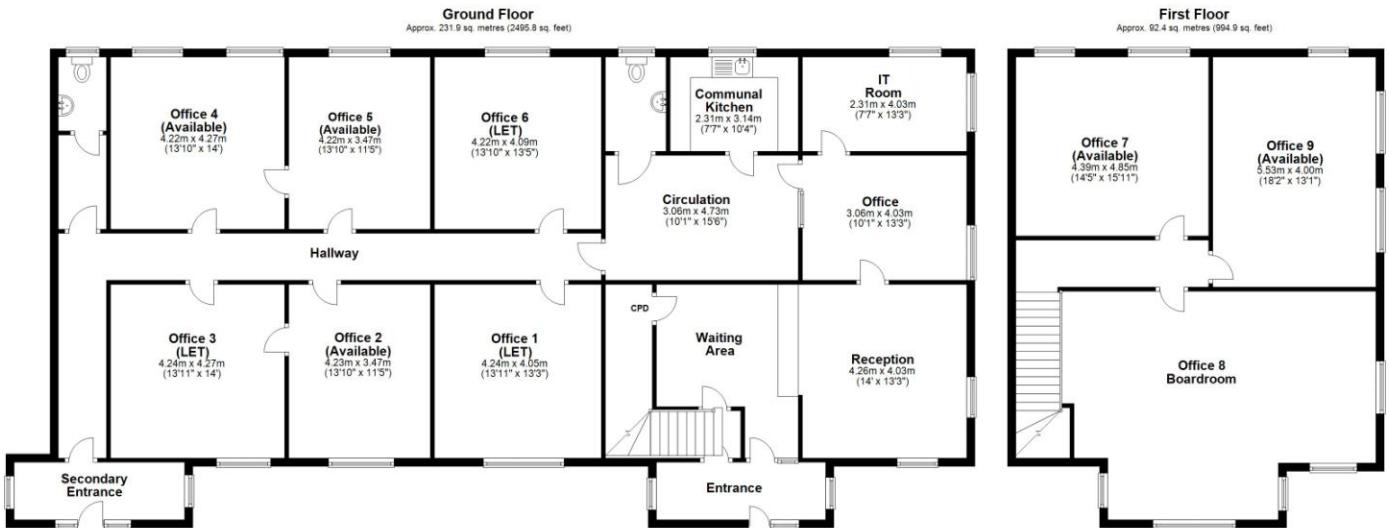 Ground Floor
Approx. 231.9 sq. metres (2495.8 sq. feet)
Office 4
(Available)
4.22m x 4.27m
(13'10" x 14')
Office 5
(Available)
4.22m x 3.47m
(13'10" x 11'5")
Office 6
(LET)
4.22m x 4.09m
(13'10" x 13'5")
Communal
Kitchen
2.31m x 3.14m
(7'7" x 10'4")
IT
Room
2.31m x 4.03m
(7'7" x 13'3")
Circulation
3.06m x 4.73m
(10'1" x 15'6")
Office
3.06m x 4.03m
(10'1" x 13'3")
Hallway
Office 3
(LET)
4.24m x 4.27m
(13'11" x 14')
Office 2
(Available)
4.23m x 3.47m
(13'10" x 11'5")
Office 1
(LET)
4.24m x 4.05m
(13'11" x 13'3")
CPD
Waiting
Area
Reception
4.26m x 4.03m
(14' x 13'3")
Secondary
Entrance
Entrance
First Floor
Approx. 92.4 sq. metres (994.9 sq. feet)
Office 7
(Available)
4.39m x 4.85m
(14'5" x 15'11")
Office 9
(Available)
5.53m x 4.00m
(18'2" x 13'1")
Office 8
Boardroom